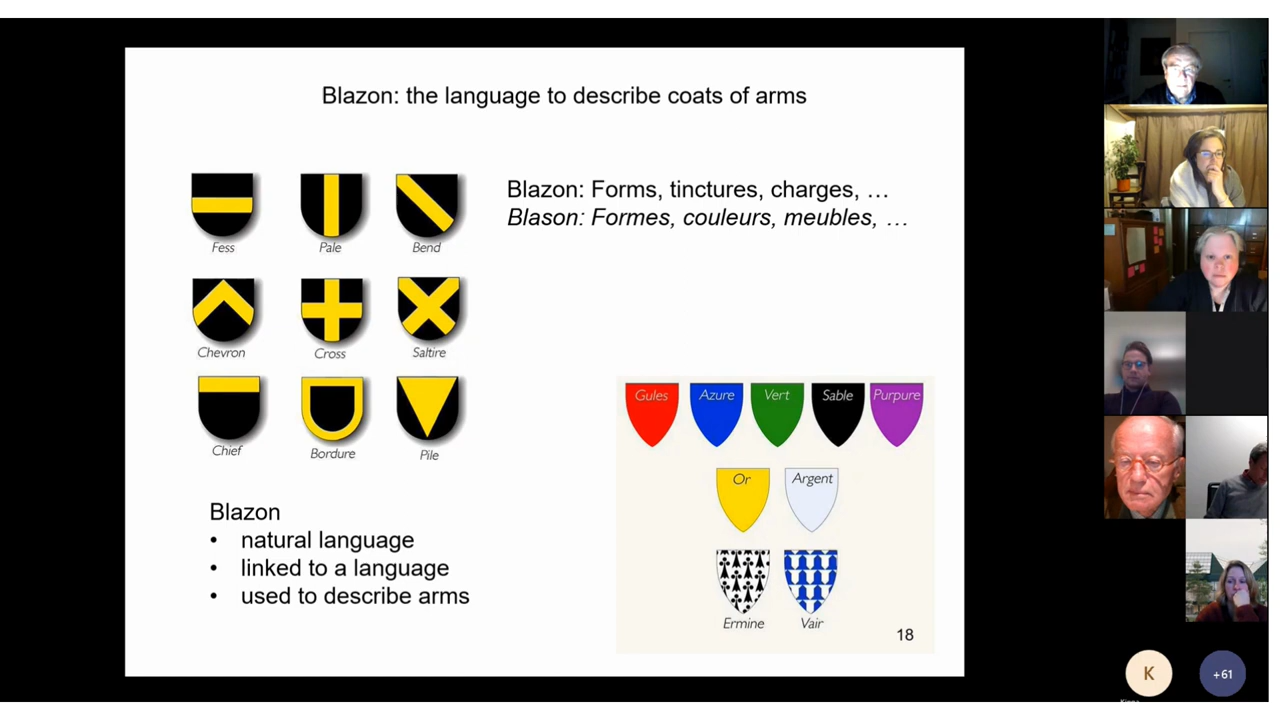 Blazon: the language to describe coats of arms
Fess
Pale
Bend
Blazon: Forms, tinctures, charges, …
Blason: Formes, couleurs, meubles, …
Chevron
Cross
Saltire
Chief
Bordure
Pile
Gules
Azure
Vert
Sable
Purpure
Or
Argent
Ermine
Vair
Blazon
• natural language
• linked to a language
• used to describe arms
18
K
+61